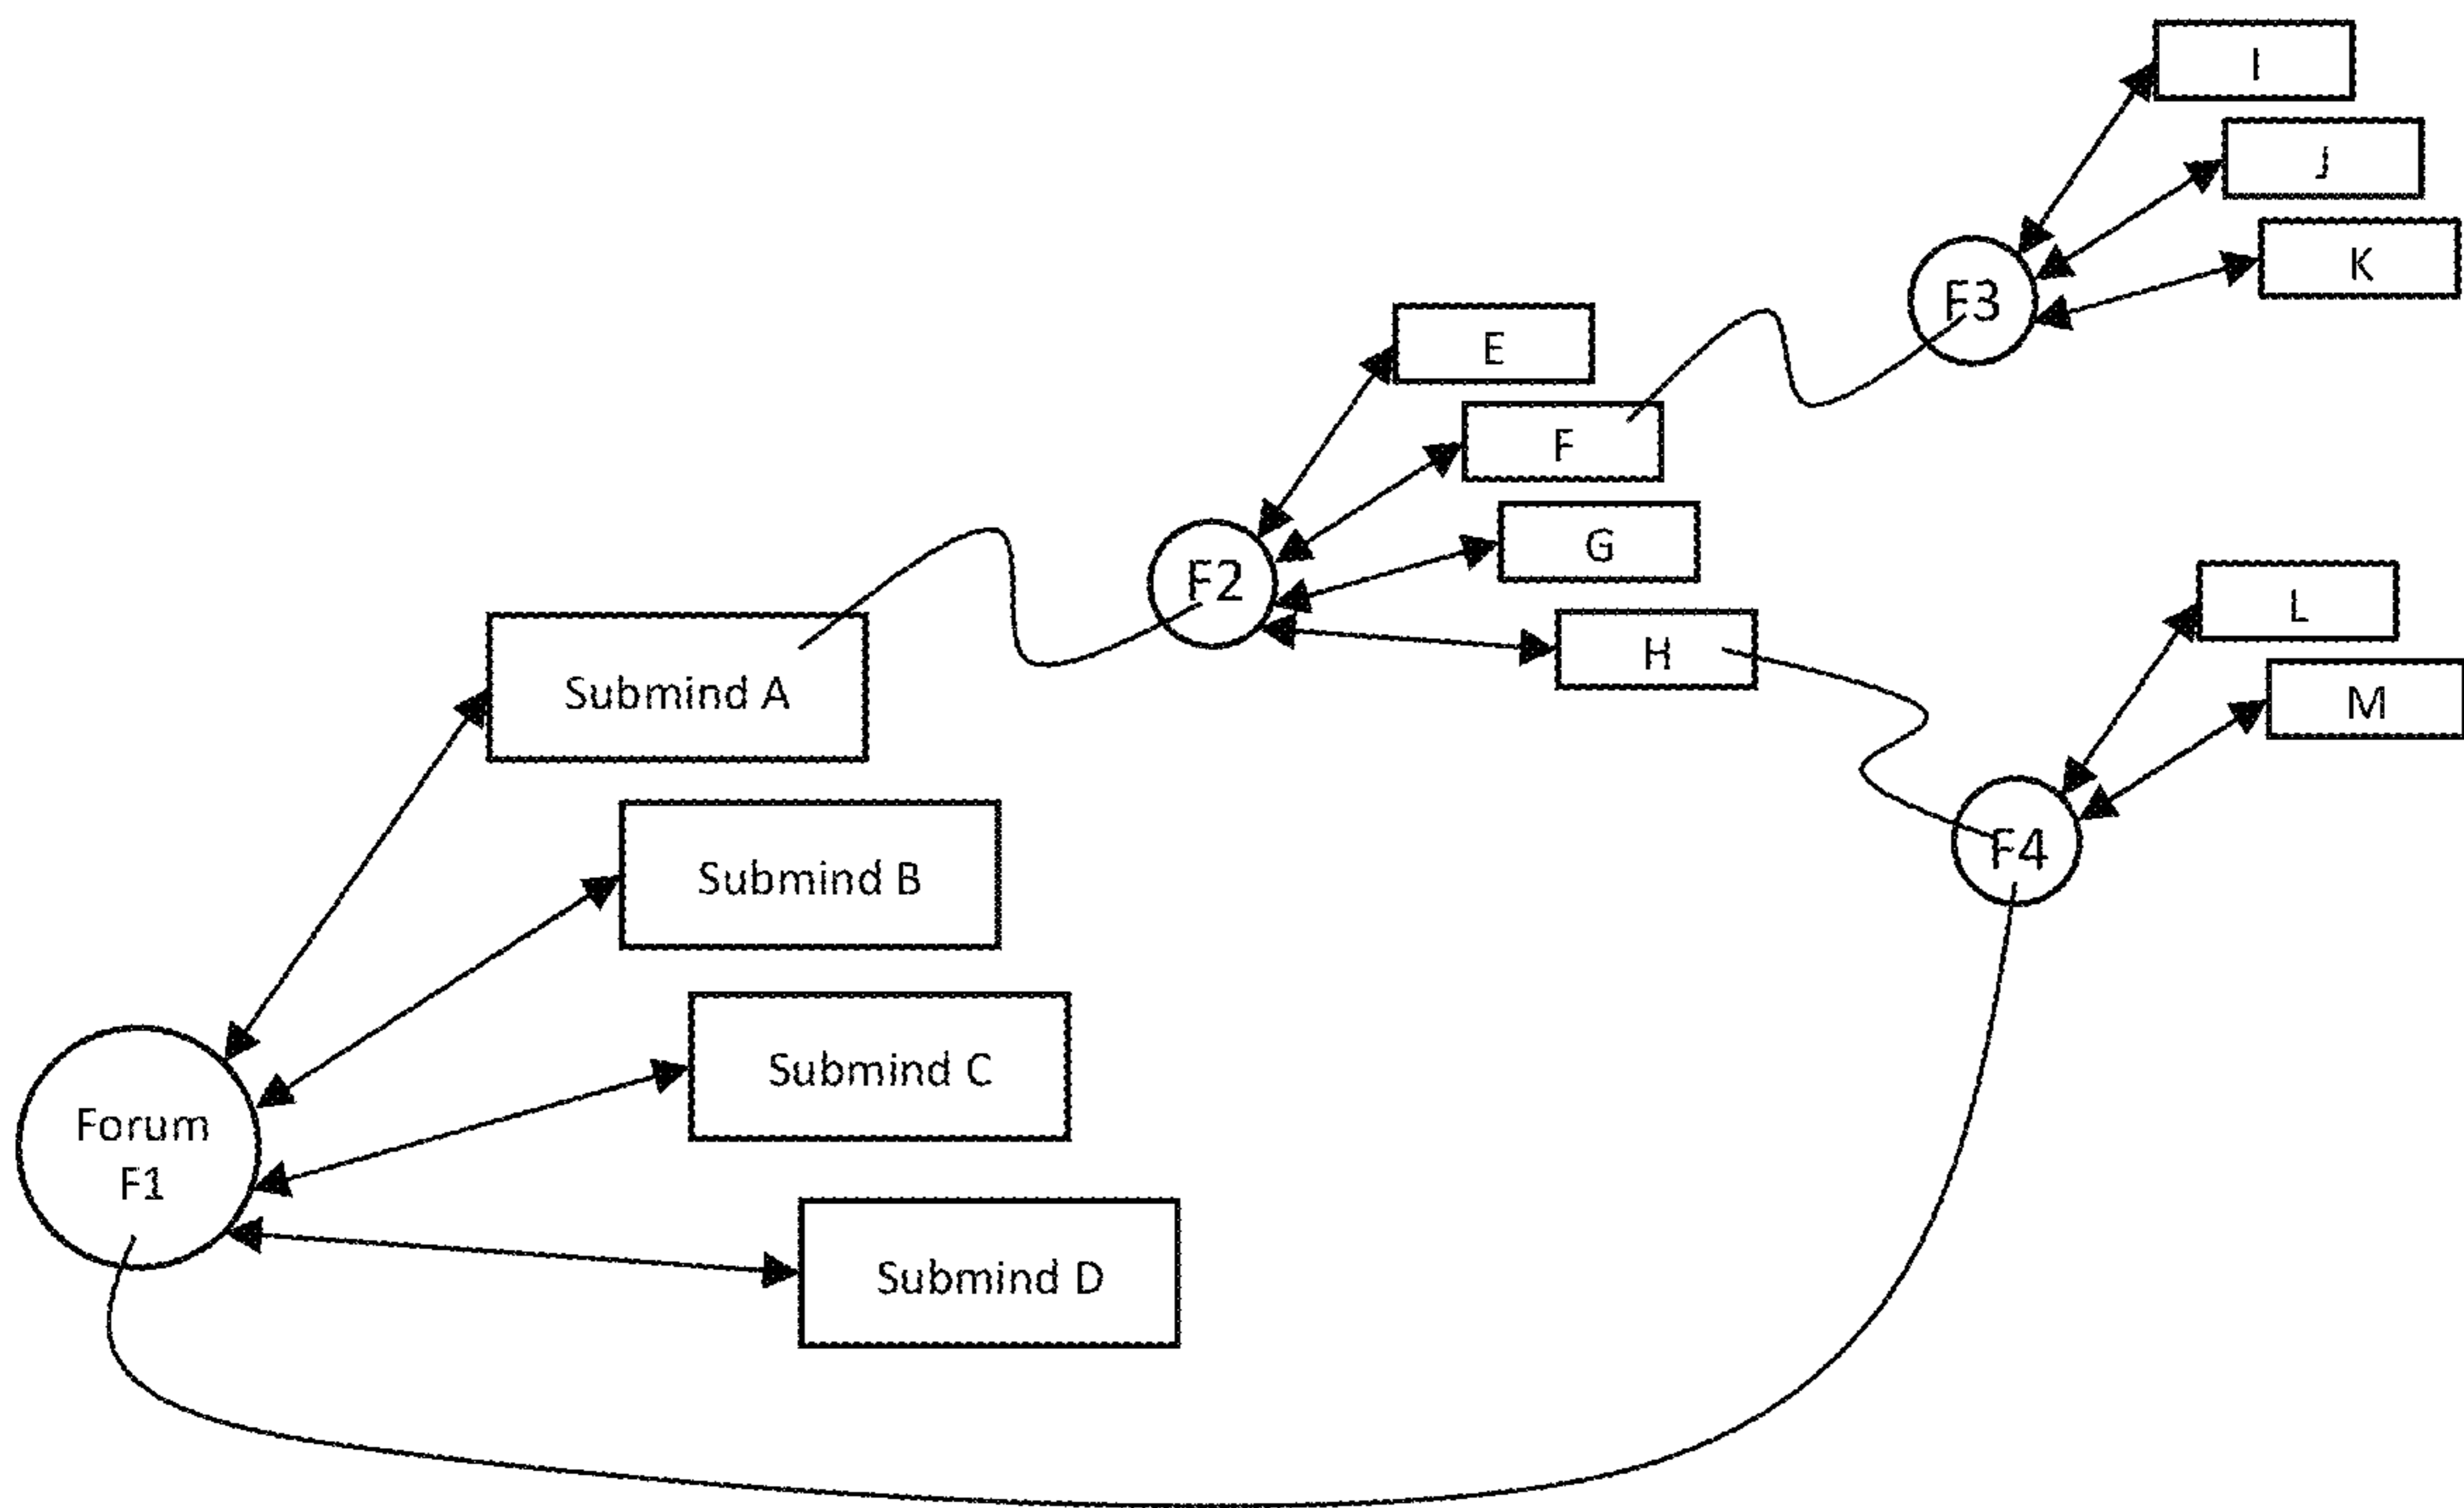 I
J
K
F3
E
F
G
F2
H
L
M
F4
Submind A
Submind B
Submind C
Forum
F1
Submind D